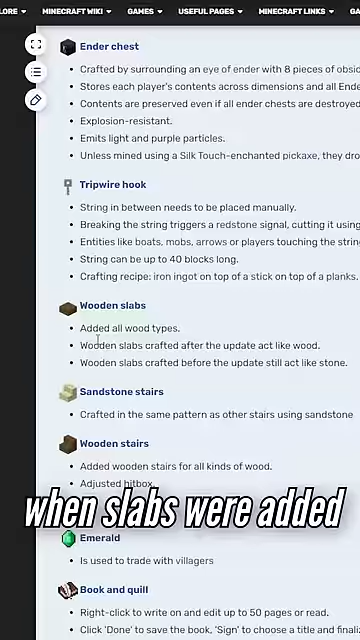 LORE
MINECRAFT WIKI
GAMES
USEFUL PAGES
MINECRAFT LINKS
GA
Ender chest
Crafted by surrounding an eye of ender with 8 pieces of obsic
Stores each player's contents across dimensions and all Ende
Contents are preserved even if all ender chests are destroyed
Explosion-resistant.
Emits light and purple particles.
Unless mined using a Silk Touch-enchanted pickaxe, they dro
Tripwire hook
String in between needs to be placed manually.
Breaking the string triggers a redstone signal, cutting it using
Entities like boats, mobs, arrows or players touching the string
String can be up to 40 blocks long.
Crafting recipe: iron ingot on top of a stick on top of a planks.
Wooden slabs
Added all wood types.
Wooden slabs crafted after the update act like wood.
Wooden slabs crafted before the update still act like stone.
Sandstone stairs
Crafted in the same pattern as other stairs using sandstone
Wooden stairs
Added wooden stairs for all kinds of wood.
Adjusted hitbox.
when slabs were added
Emerald
Is used to trade with villagers
Book and quill
Right-click to write on and edit up to 50 pages or read.
Click 'Done' to save the book, 'Sign' to choose a title and finali